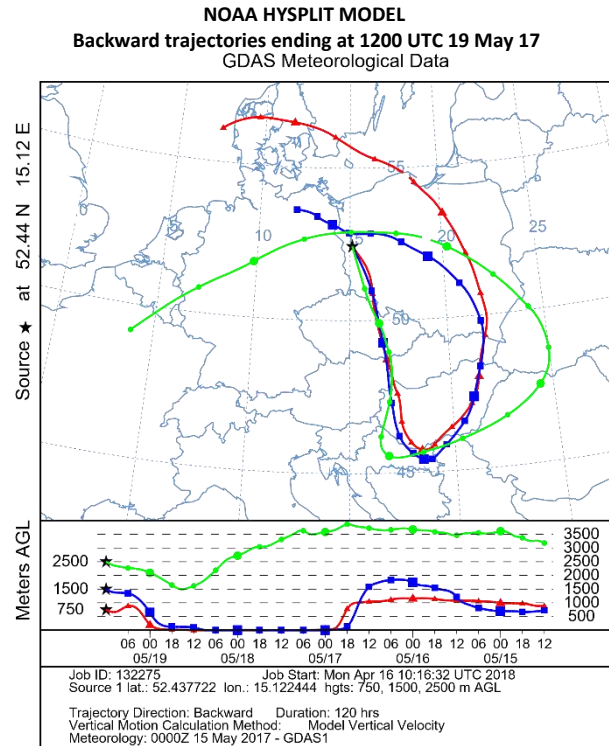 NOAA HYSPLIT MODEL
Backward trajectories ending at 1200 UTC 19 May 17
GDAS Meteorological Data
Source ★ at 52.44 N 15.12 E
0
5
10
15
20
25
55
50
45
Meters AGL
2500
1500
750
3500
3000
2500
2000
1500
1000
500
06 00 18 12 06 00 18 12 06 00 18 12 06 00 18 12 06 00 18 12
05/19 05/18 05/17 05/16 05/15
Job ID: 132275 Job Start: Mon Apr 16 10:16:32 UTC 2018
Source 1 lat.: 52.437722 lon.: 15.122444 hgts: 750, 1500, 2500 m AGL
Trajectory Direction: Backward Duration: 120 hrs
Vertical Motion Calculation Method: Model Vertical Velocity
Meteorology: 0000Z 15 May 2017 - GDAS1